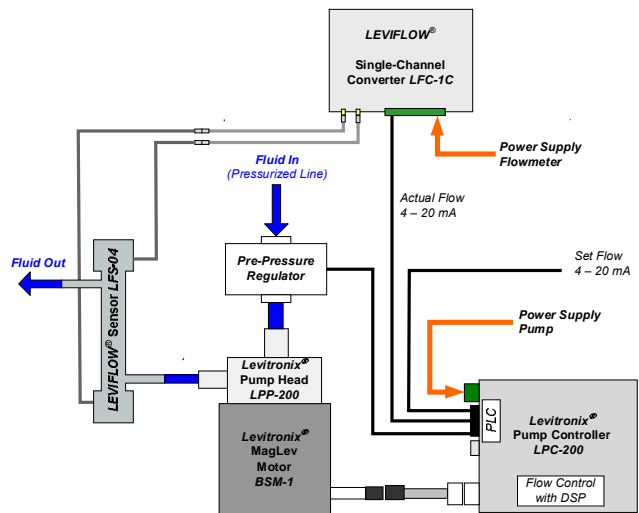 LEVIFLOW®
Single-Channel
Converter LFC-1C
Power Supply
Flowmeter
Fluid In
(Pressurized Line)
Actual Flow
4 – 20 mA
Pre-Pressure
Regulator
Set Flow
4 – 20 mA
Fluid Out
LEVIFLOW® Sensor LFS-04
Power Supply
Pump
Levitronix®
Pump Head
LPP-200
PLC
Levitronix®
Pump Controller
LPC-200
Levitronix®
MagLev
Motor
BSM-1
Flow Control
with DSP